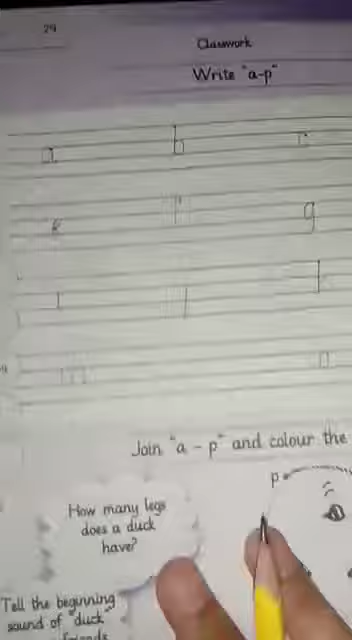 29
Classwork
Write "a-p"
a b c
e f g
i j k
m n
Join "a - p" and colour the
p
How many legs
does a duck
have?
Tell the beginning
sound of "duck"
friends